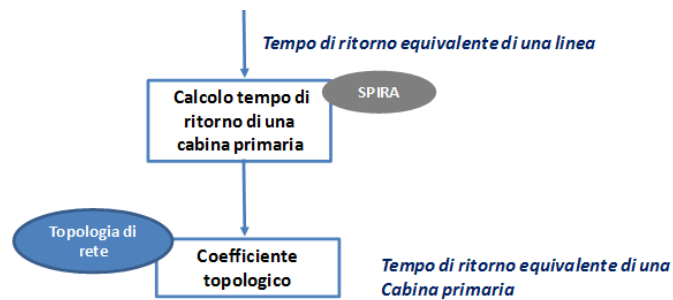 Tempo di ritorno equivalente di una linea
Calcolo tempo di
ritorno di una
cabina primaria
SPIRA
Topologia di
rete
Coefficiente
topologico
Tempo di ritorno equivalente di una
Cabina primaria